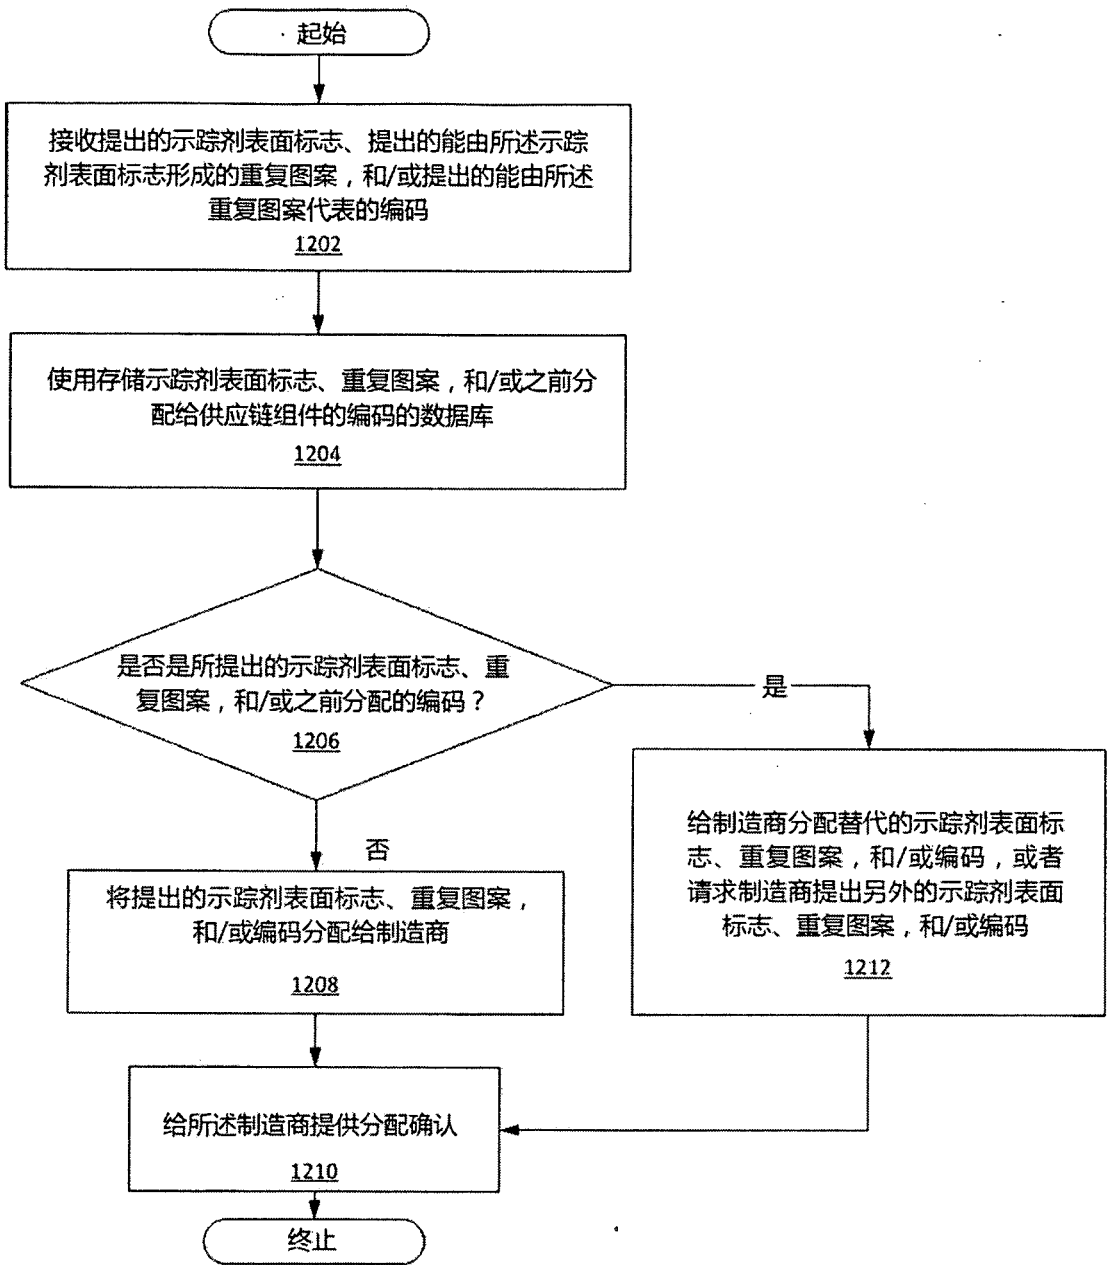 起始
接收提出的示踪剂表面标志、提出的能由所述示踪
剂表面标志形成的重复图案，和/或提出的能由所述
重复图案代表的编码
1202
使用存储示踪剂表面标志、重复图案，和/或之前分
配给供应链组件的编码的数据库
1204
是否是所提出的示踪剂表面标志、重
复图案，和/或之前分配的编码？
1206
是
否
给制造商分配替代的示踪剂表面标
志、重复图案，和/或编码，或者
请求制造商提出另外的示踪剂表面
标志、重复图案，和/或编码
1212
将提出的示踪剂表面标志、重复图案，
和/或编码分配给制造商
1208
给所述制造商提供分配确认
1210
终止